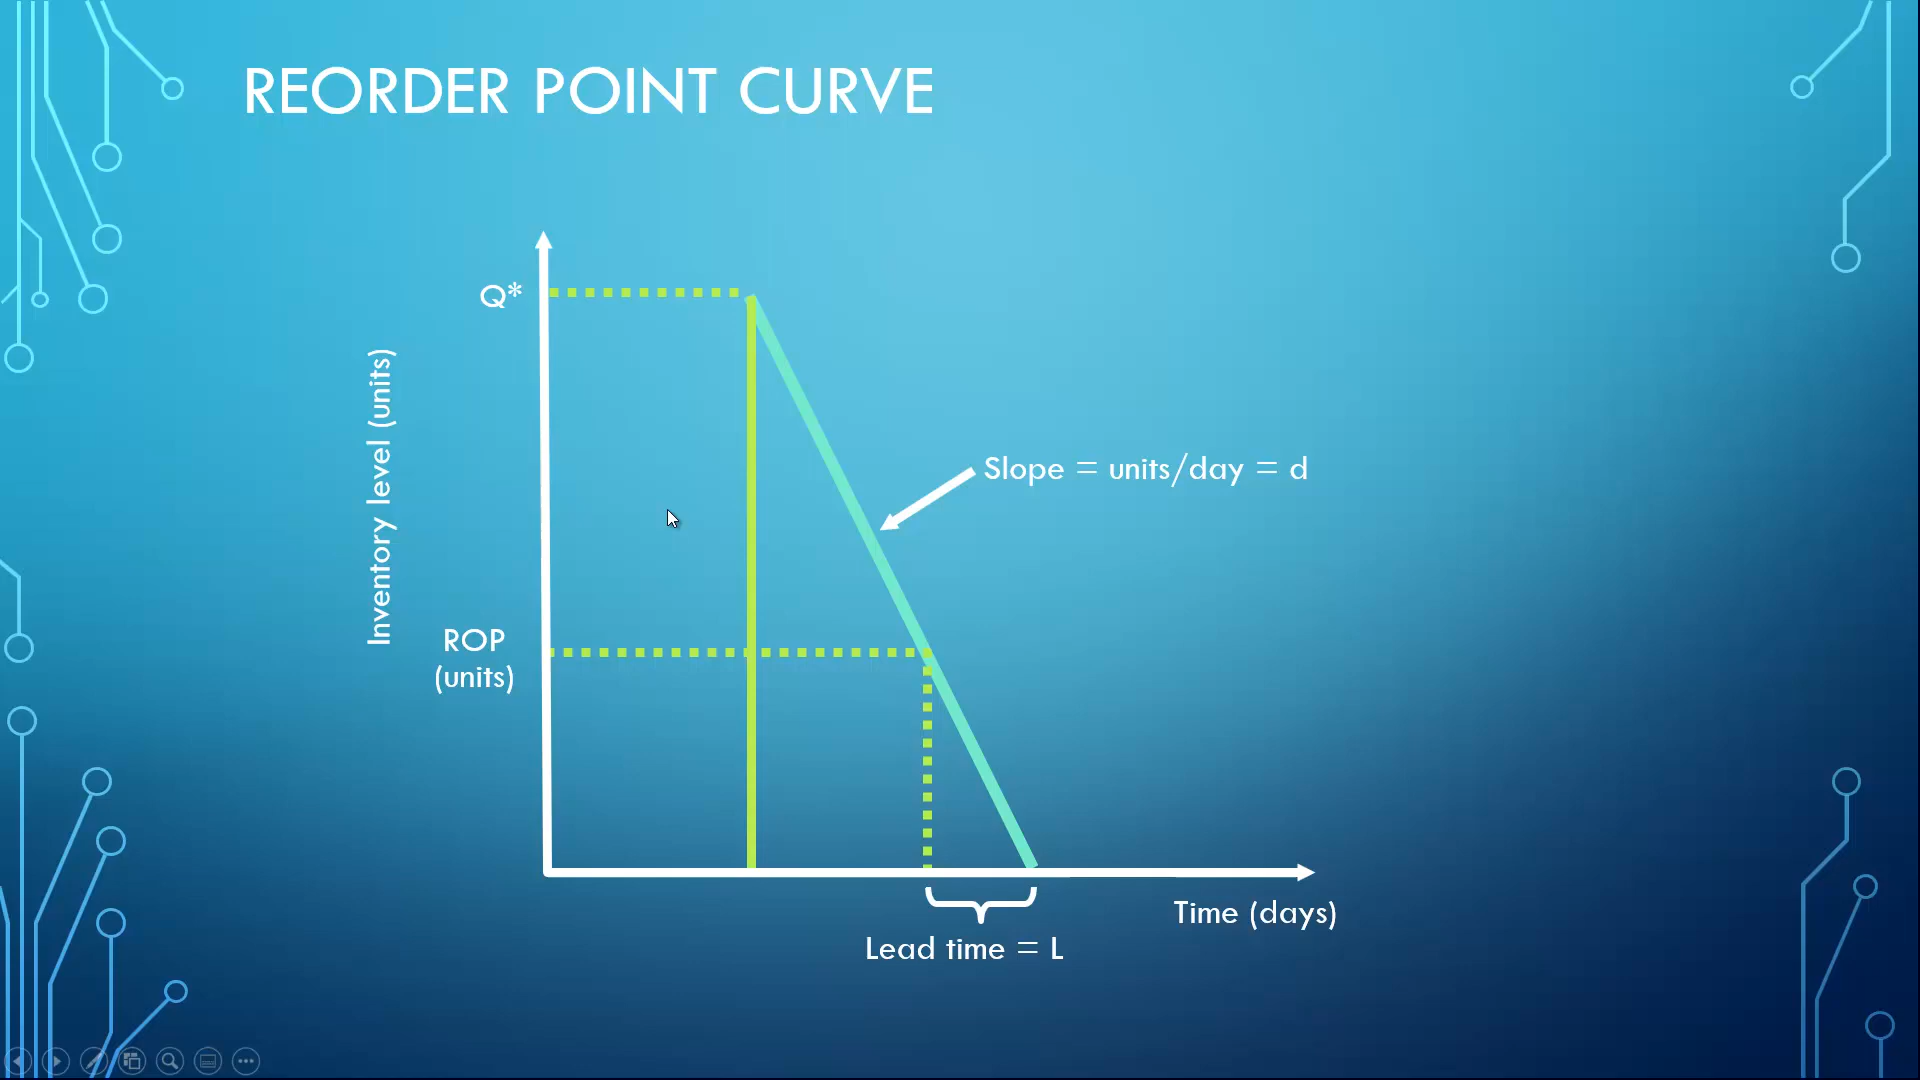 REORDER POINT CURVE
Q*
Inventory level (units)
Slope = units/day = d
ROP
(units)
Time (days)
Lead time = L